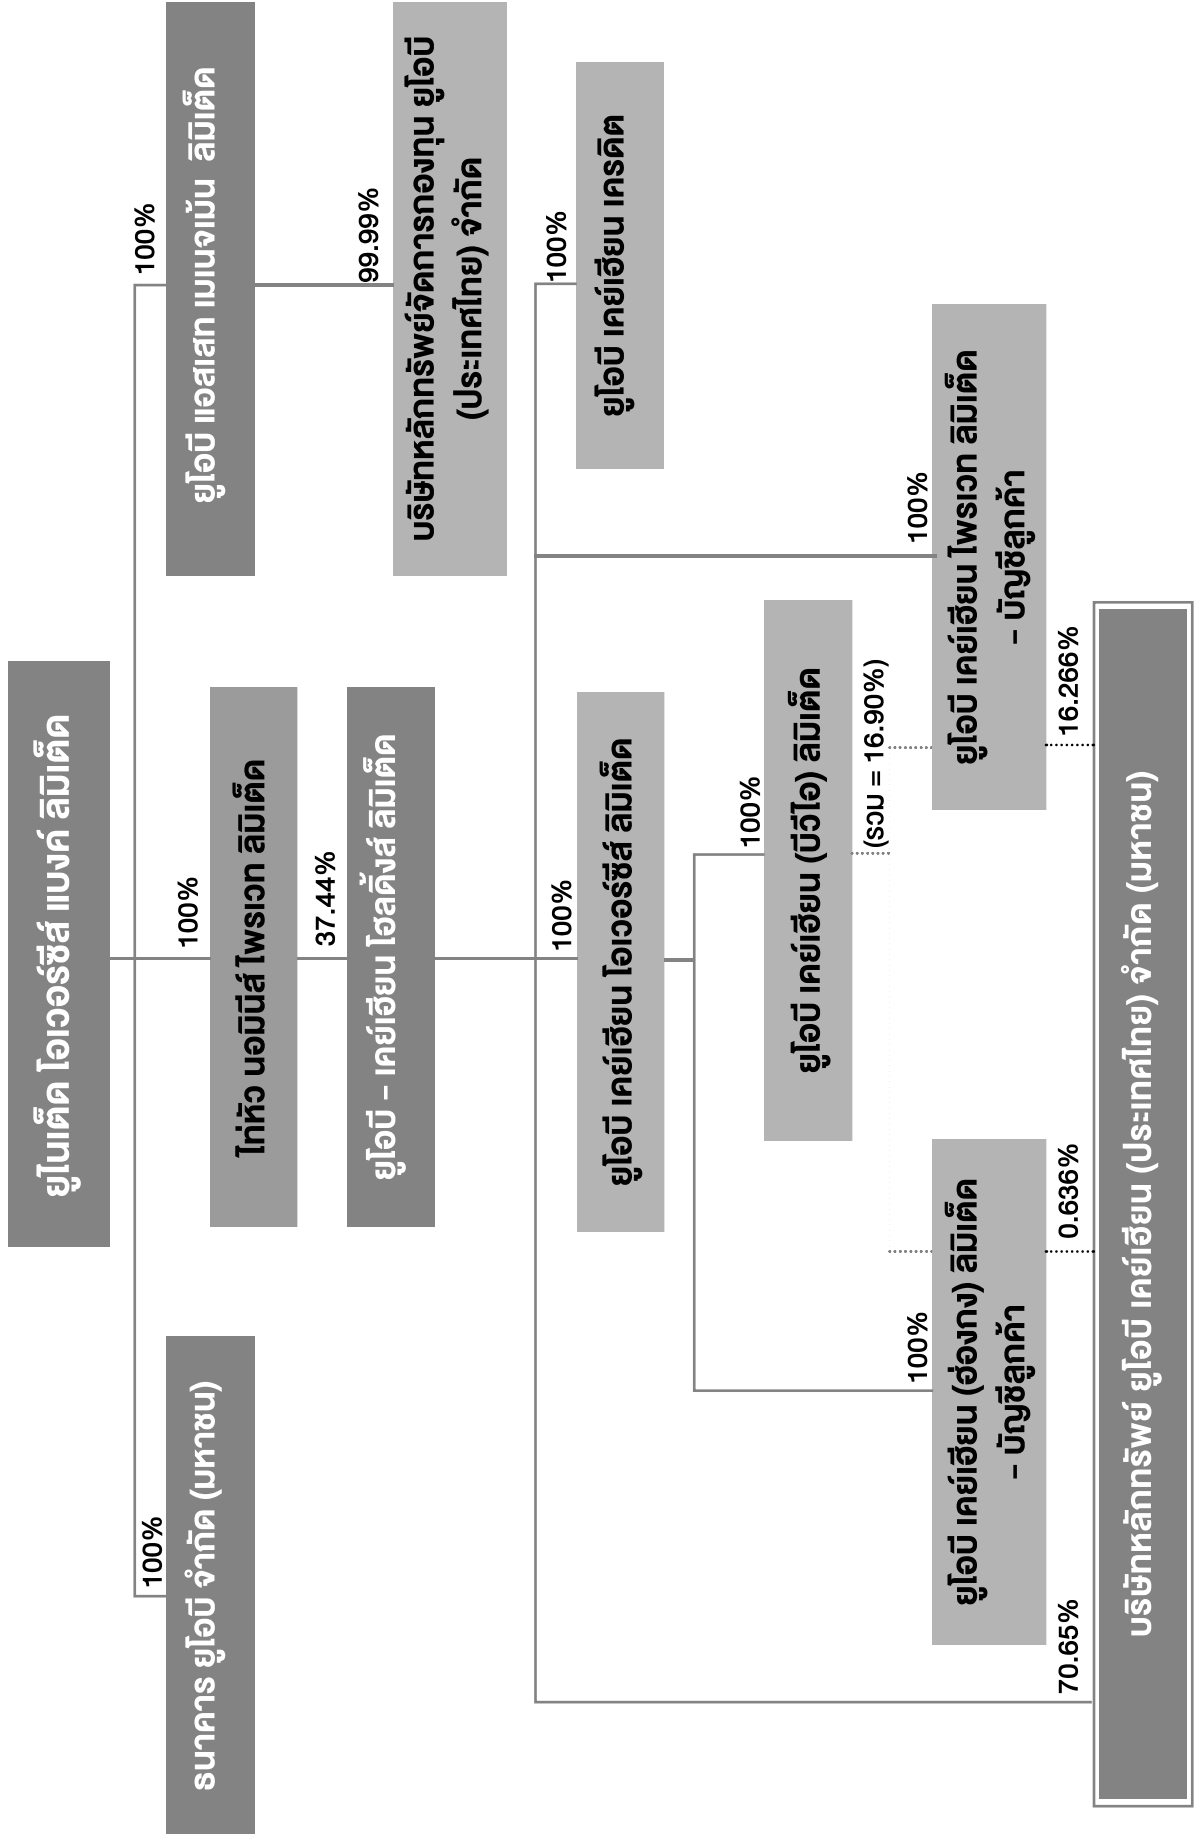 ยูไนเต็ด โอเวอร์ซีส์ แบงค์ ลิมิเต็ด
100%
ธนาคาร ยูโอบี จำกัด (มหาชน)
100%
ไท่หัว นอมินีส์ ไพรเวท ลิมิเต็ด
100%
ยูโอบี แอสเสท เมเนจเม้น ลิมิเต็ด
37.44%
ยูโอบี – เคย์เฮียน โฮลดิ้งส์ ลิมิเต็ด
99.99%
บริษัทหลักทรัพย์จัดการกองทุน ยูโอบี
(ประเทศไทย) จำกัด
100%
ยูโอบี เคย์เฮียน โอเวอร์ซีส์ ลิมิเต็ด
100%
ยูโอบี เคย์เฮียน เครดิต
100%
ยูโอบี เคย์เฮียน (บีวีไอ) ลิมิเต็ด
(รวม = 16.90%)
100%
ยูโอบี เคย์เฮียน (ฮ่องกง) ลิมิเต็ด
– บัญชีลูกค้า
100%
ยูโอบี เคย์เฮียน ไพรเวท ลิมิเต็ด
– บัญชีลูกค้า
70.65%
0.636%
16.266%
บริษัทหลักทรัพย์ ยูโอบี เคย์เฮียน (ประเทศไทย) จำกัด (มหาชน)